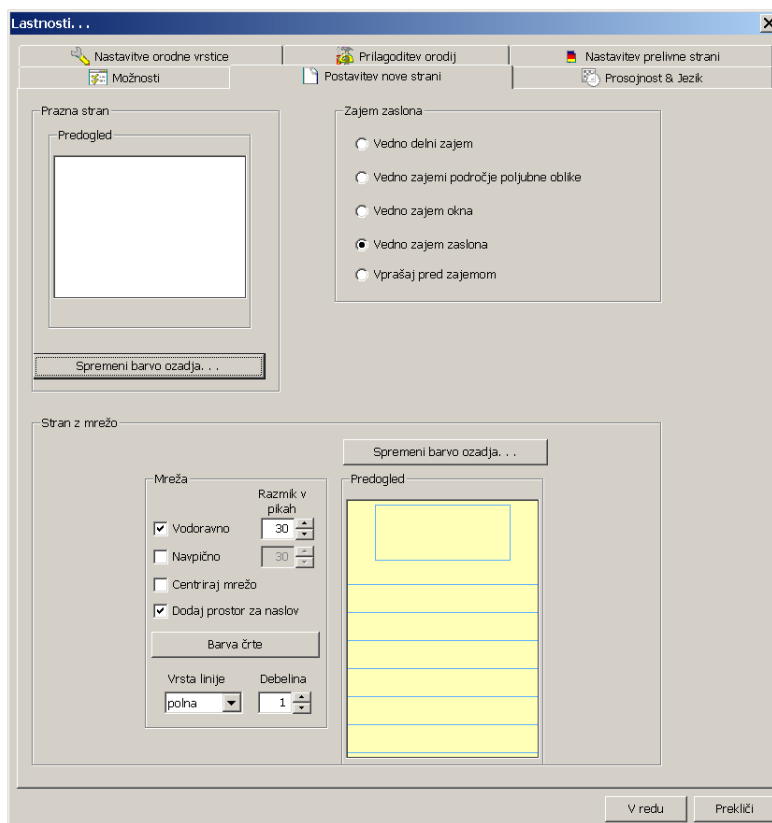 Lastnosti. . .
Nastavitve orodne vrstice
Prilagoditev orodij
Nastavitev prelivne strani
Možnosti
Postavitev nove strani
Prosojnost & Jezik
Prazna stran
Predogled
Spremeni barvo ozadja. . .
Zajem zaslona
Vedno delni zajem
Vedno zajemi področje poljubne oblike
Vedno zajem okna
Vedno zajem zaslona
Vprašaj pred zajemom
Stran z mrežo
Spremeni barvo ozadja. . .
Mreža
Razmik v
pikah
Vodoravno 30
Navpično 30
Centriraj mrežo
Dodaj prostor za naslov
Barva črte
Vrsta linije Debelina
polna 1
Predogled
V redu
Prekliči